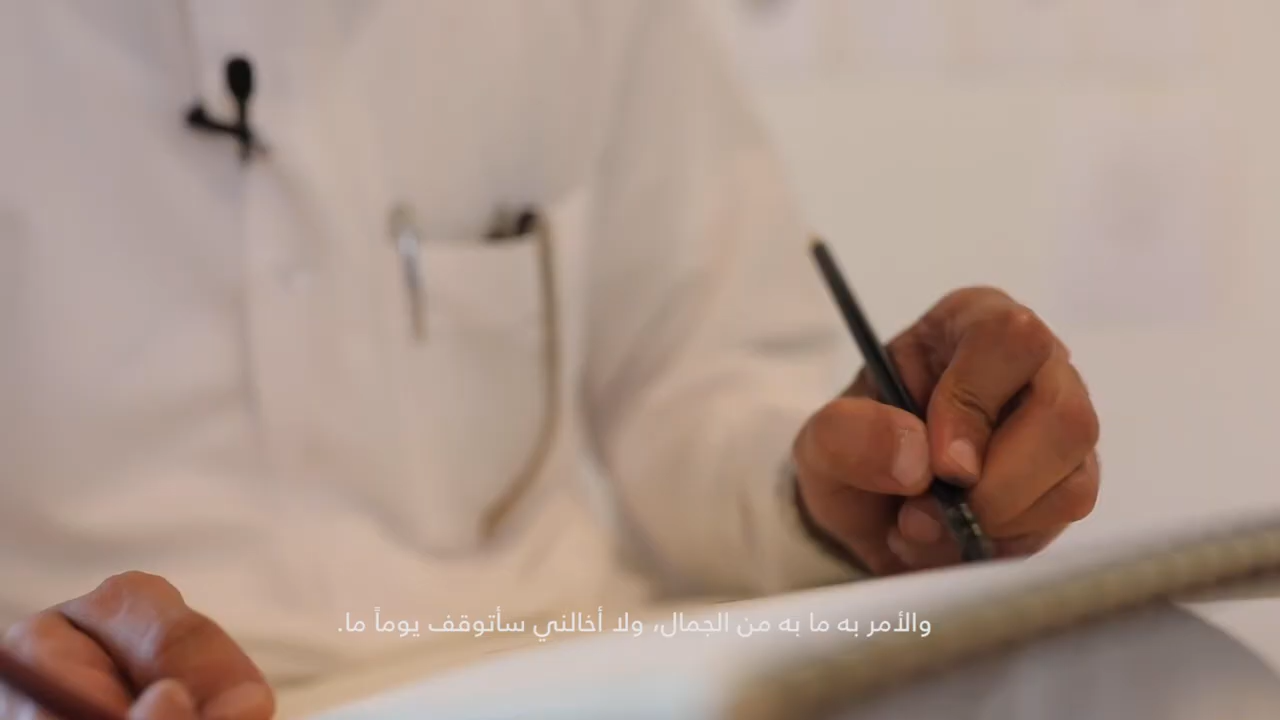 والأمر به ما به من الجمال، ولا أخالني سأتوقف يوماً ما.